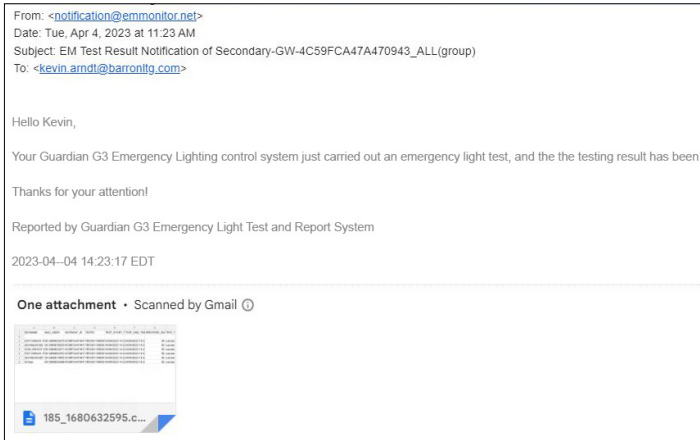 From: <notification@emmonitor.net>
Date: Tue, Apr 4, 2023 at 11:23 AM
Subject: EM Test Result Notification of Secondary-GW-4C59FCA47A470943_ALL(group)
To: <kevin.arndt@barronltg.com>
Hello Kevin,
Your Guardian G3 Emergency Lighting control system just carried out an emergency light test, and the the testing result has been
Thanks for your attention!
Reported by Guardian G3 Emergency Light Test and Report System
2023-04--04 14:23:17 EDT
One attachment • Scanned by Gmail
185_1680632595.c...